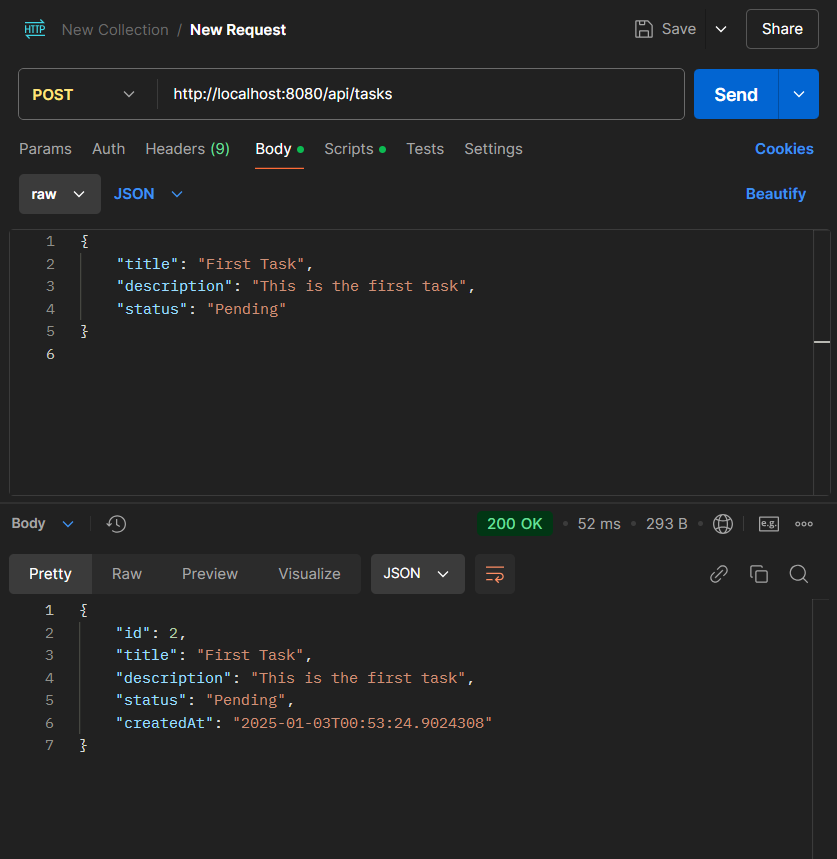 HTTP New Collection / New Request Save Share
POST http://localhost:8080/api/tasks Send
Params Auth Headers (9) Body Scripts Tests Settings Cookies
raw JSON Beautify
1 {
2 "title": "First Task",
3 "description": "This is the first task",
4 "status": "Pending"
5 }
6
Body 200 OK • 52 ms • 293 B • e.g.
Pretty Raw Preview Visualize JSON
1 {
2 "id": 2,
3 "title": "First Task",
4 "description": "This is the first task",
5 "status": "Pending",
6 "createdAt": "2025-01-03T00:53:24.9024308"
7 }